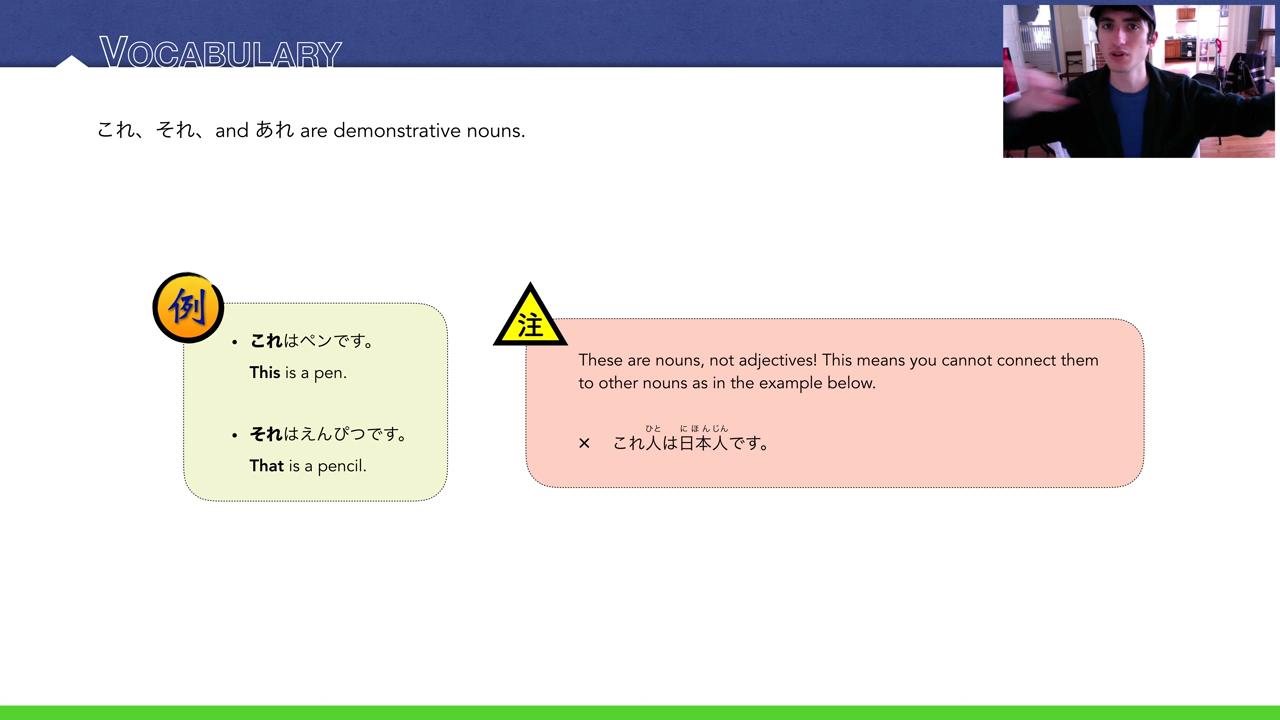 VOCABULARY
これ、それ、and あれ are demonstrative nouns.
例
• これはペンです。
This is a pen.
• それはえんぴつです。
That is a pencil.
注
These are nouns, not adjectives! This means you cannot connect them
to other nouns as in the example below.
ひと にほんじん
× これ人は日本人です。